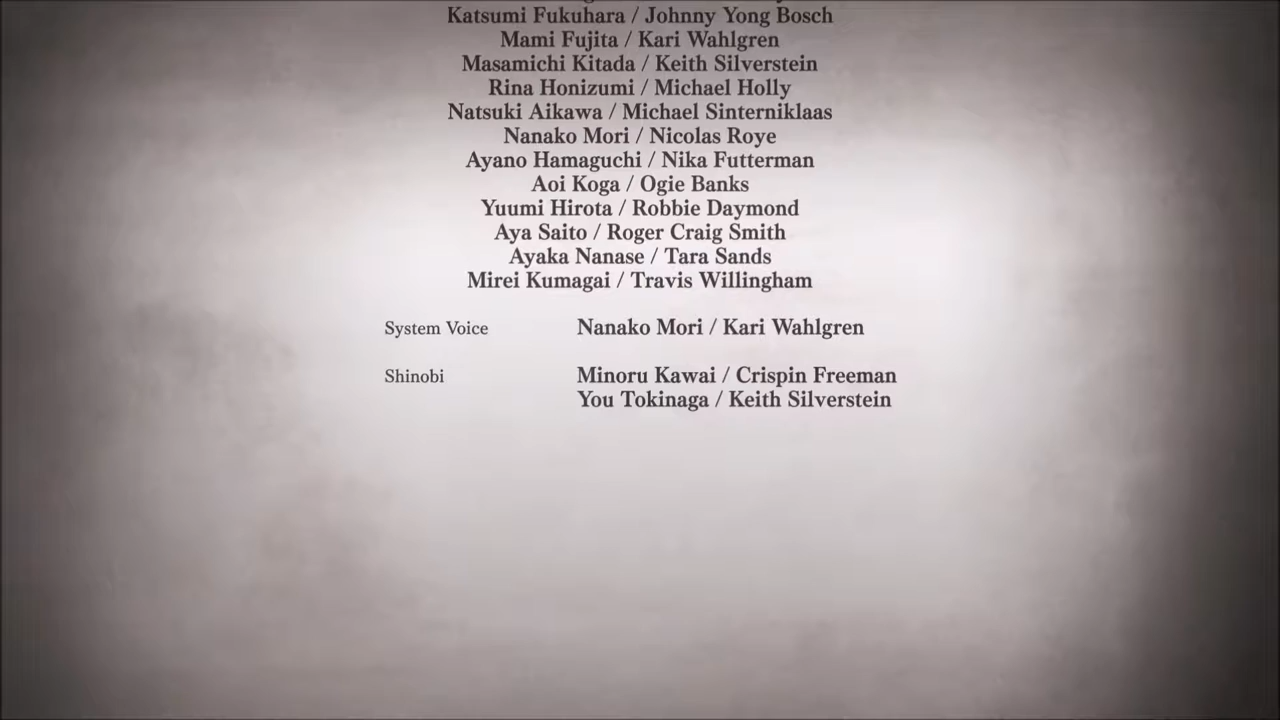 Katsumi Fukuhara / Johnny Yong Bosch
Mami Fujita / Kari Wahlgren
Masamichi Kitada / Keith Silverstein
Rina Honizumi / Michael Holly
Natsuki Aikawa / Michael Sinterniklaas
Nanako Mori / Nicolas Roye
Ayano Hamaguchi / Nika Futterman
Aoi Koga / Ogie Banks
Yuumi Hirota / Robbie Daymond
Aya Saito / Roger Craig Smith
Ayaka Nanase / Tara Sands
Mirei Kumagai / Travis Willingham
System Voice Nanako Mori / Kari Wahlgren
Shinobi Minoru Kawai / Crispin Freeman
You Tokinaga / Keith Silverstein